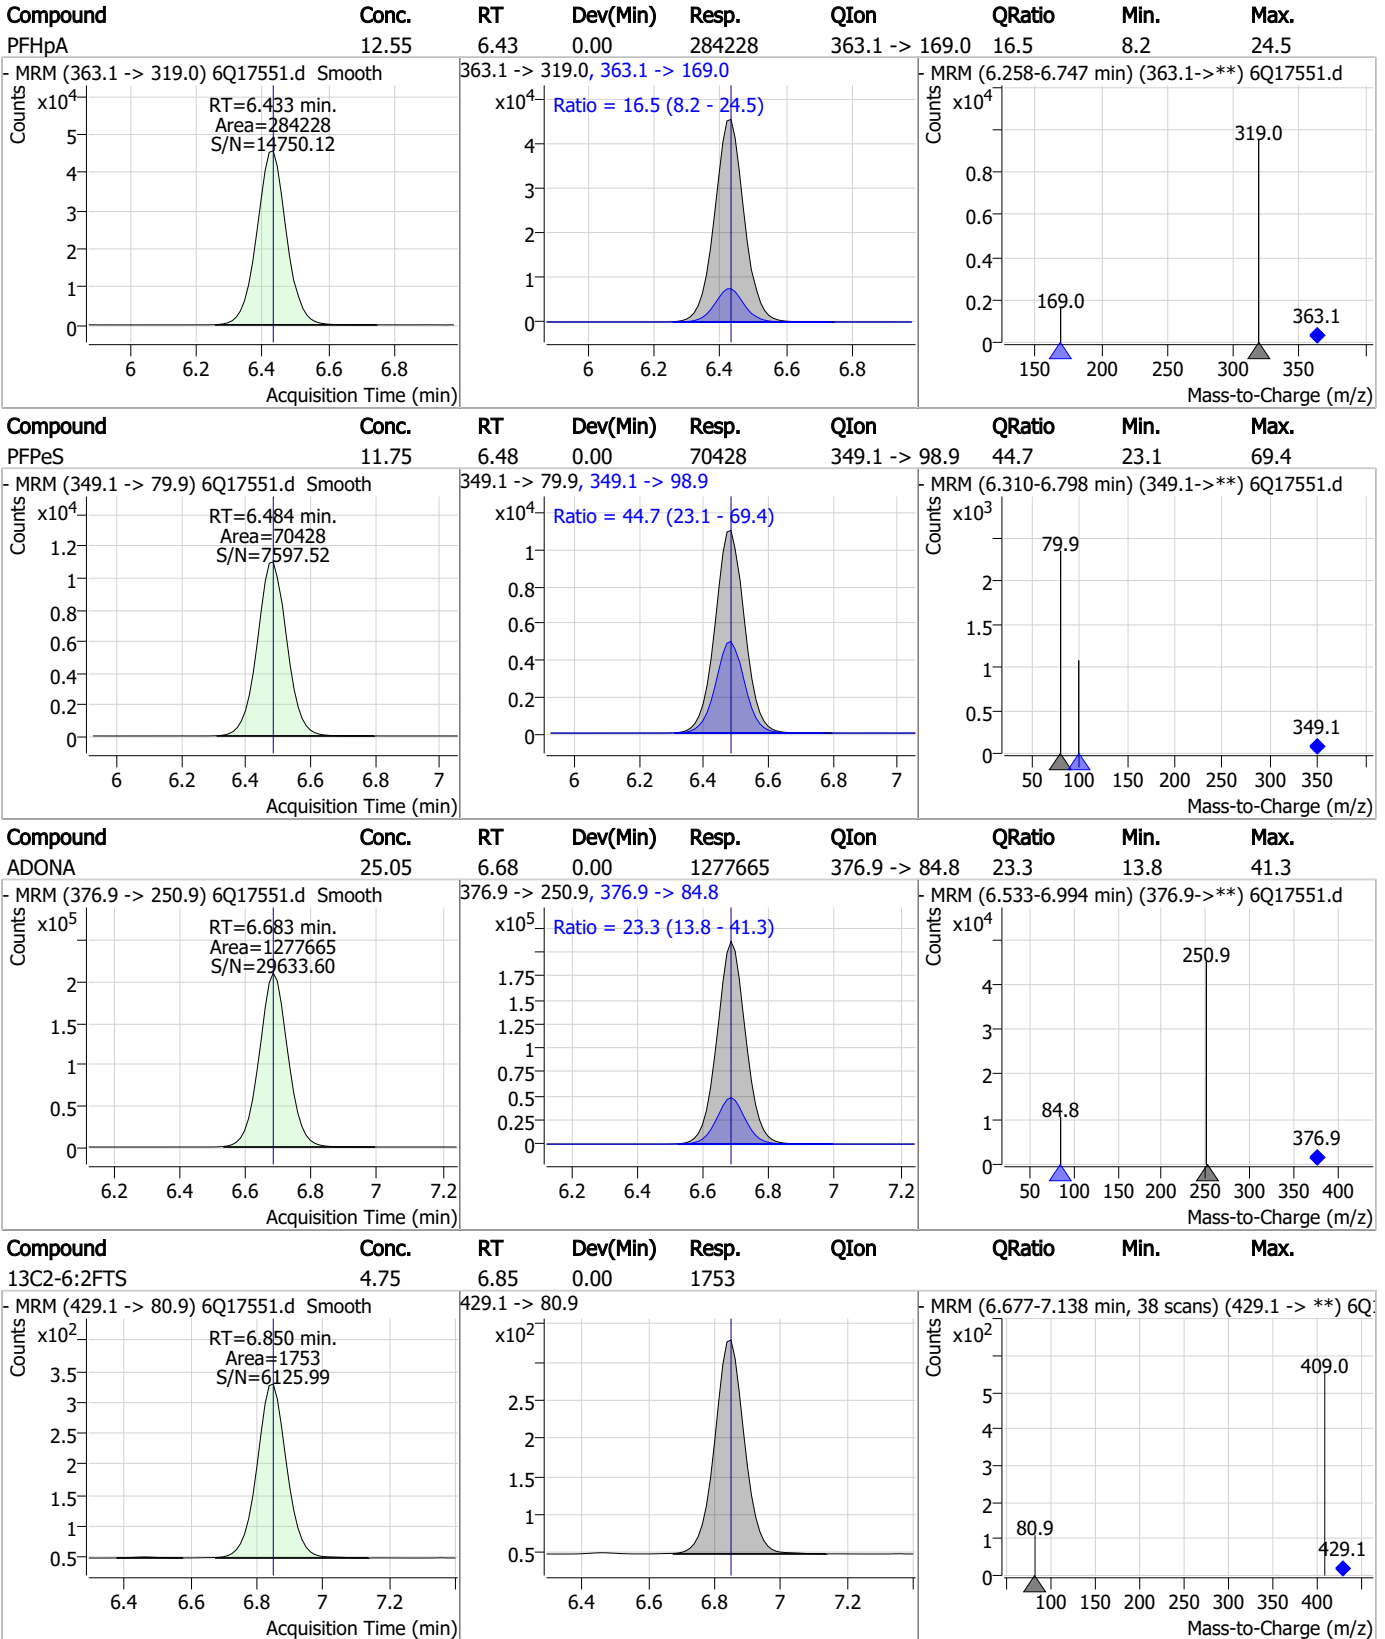 Compound Conc. RT Dev(Min) Resp. QIon QRatio Min. Max.
PFHpA 12.55 6.43 0.00 284228 363.1 -> 169.0 16.5 8.2 24.5
- MRM (363.1 -> 319.0) 6Q17551.d Smooth
Counts
x10^4
RT=6.433 min.
Area=284228
S/N=14750.12
5
4
3
2
1
0
6 6.2 6.4 6.6 6.8
Acquisition Time (min)
363.1 -> 319.0, 363.1 -> 169.0
x10^4
Ratio = 16.5 (8.2 - 24.5)
4
3
2
1
0
6 6.2 6.4 6.6 6.8
- MRM (6.258-6.747 min) (363.1->**) 6Q17551.d
Counts
x10^4
319.0
0.8
0.6
0.4
0.2
0
169.0
363.1
150 200 250 300 350
Mass-to-Charge (m/z)
Compound Conc. RT Dev(Min) Resp. QIon QRatio Min. Max.
PFPeS 11.75 6.48 0.00 70428 349.1 -> 98.9 44.7 23.1 69.4
- MRM (349.1 -> 79.9) 6Q17551.d Smooth
Counts
x10^4
RT=6.484 min.
Area=70428
S/N=7597.52
1.2
1
0.8
0.6
0.4
0.2
0
6 6.2 6.4 6.6 6.8 7
Acquisition Time (min)
349.1 -> 79.9, 349.1 -> 98.9
x10^4
Ratio = 44.7 (23.1 - 69.4)
1
0.8
0.6
0.4
0.2
0
6 6.2 6.4 6.6 6.8 7
- MRM (6.310-6.798 min) (349.1->**) 6Q17551.d
Counts
x10^3
79.9
2
1.5
1
0.5
0
349.1
50 100 150 200 250 300 350
Mass-to-Charge (m/z)
Compound Conc. RT Dev(Min) Resp. QIon QRatio Min. Max.
ADONA 25.05 6.68 0.00 1277665 376.9 -> 84.8 23.3 13.8 41.3
- MRM (376.9 -> 250.9) 6Q17551.d Smooth
Counts
x10^5
RT=6.683 min.
Area=1277665
S/N=29633.60
2
1.5
1
0.5
0
6.2 6.4 6.6 6.8 7 7.2
Acquisition Time (min)
376.9 -> 250.9, 376.9 -> 84.8
x10^5
Ratio = 23.3 (13.8 - 41.3)
1.75
1.5
1.25
1
0.75
0.5
0.25
0
6.2 6.4 6.6 6.8 7 7.2
- MRM (6.533-6.994 min) (376.9->**) 6Q17551.d
Counts
x10^4
250.9
4
3
2
1
0
84.8
376.9
50 100 150 200 250 300 350 400
Mass-to-Charge (m/z)
Compound Conc. RT Dev(Min) Resp. QIon QRatio Min. Max.
13C2-6:2FTS 4.75 6.85 0.00 1753
- MRM (429.1 -> 80.9) 6Q17551.d Smooth
Counts
x10^2
RT=6.850 min.
Area=1753
S/N=6125.99
3.5
3
2.5
2
1.5
1
0.5
6.4 6.6 6.8 7 7.2
Acquisition Time (min)
429.1 -> 80.9
x10^2
2.5
2
1.5
1
0.5
6.4 6.6 6.8 7 7.2
- MRM (6.677-7.138 min, 38 scans) (429.1 -> **) 6Q1
Counts
x10^2
409.0
5
4
3
2
1
0
80.9
429.1
100 150 200 250 300 350 400
Mass-to-Charge (m/z)